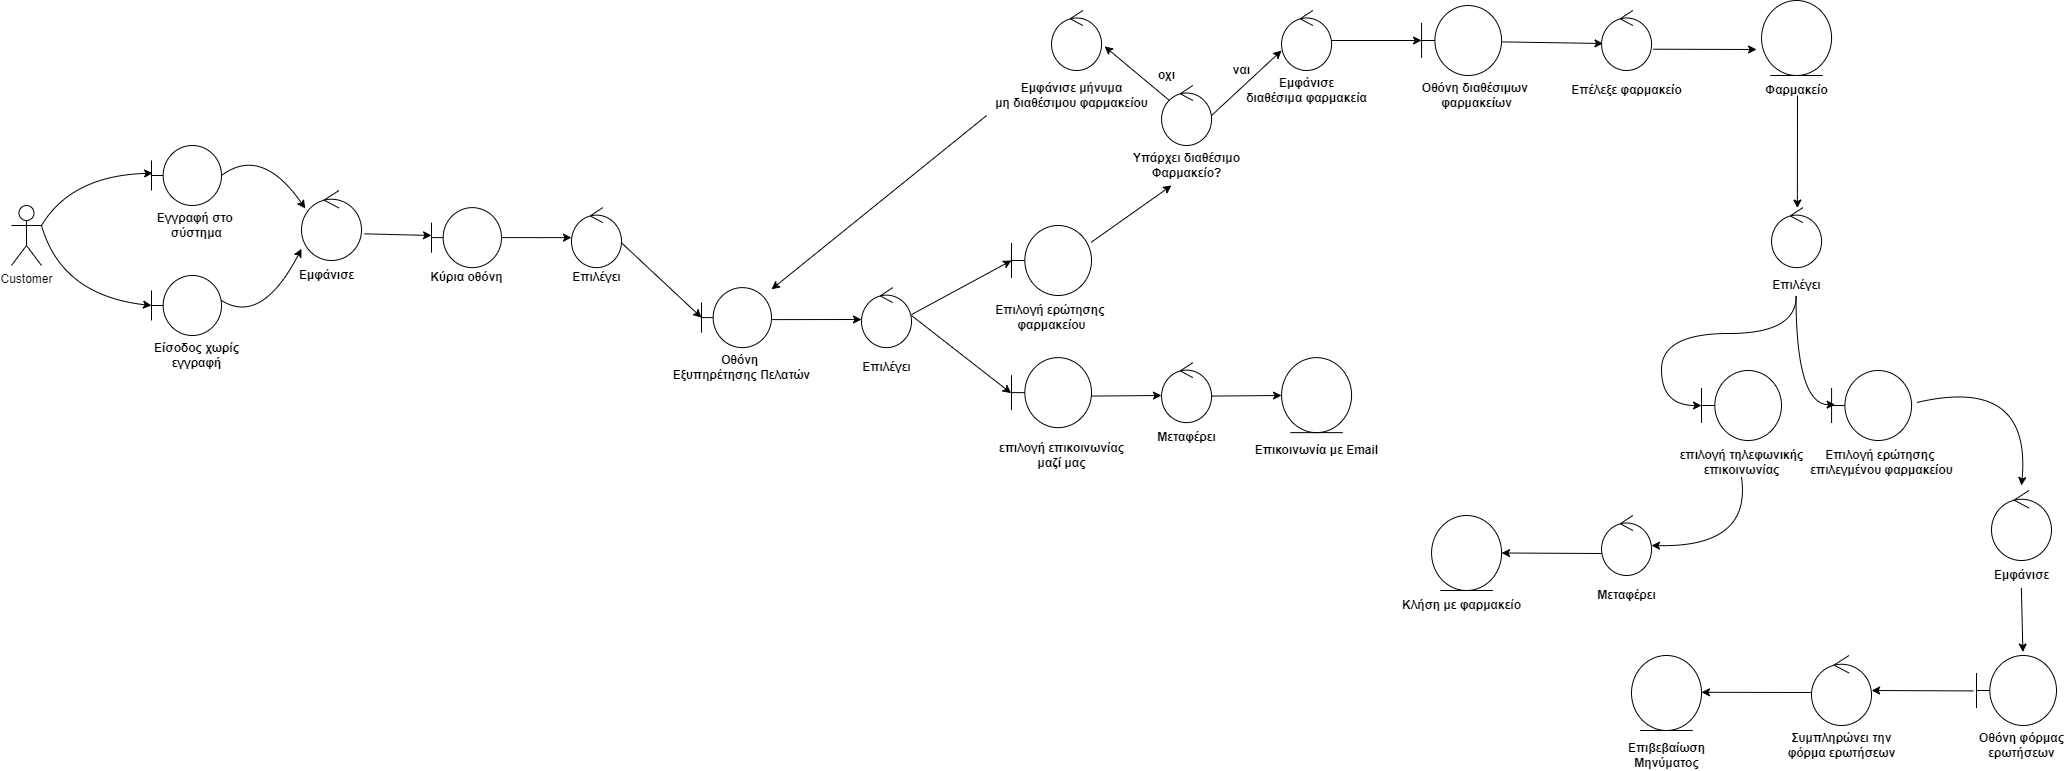 Customer
Εγγραφή στο
σύστημα
Είσοδος χωρίς
εγγραφή
Εμφάνισε
Κύρια οθόνη
Επιλέγει
Οθόνη
Εξυπηρέτησης Πελατών
Επιλέγει
Επιλογή ερώτησης
φαρμακείου
επιλογή επικοινωνίας
μαζί μας
Μεταφέρει
Επικοινωνία με Email
Υπάρχει διαθέσιμο
Φαρμακείο?
οχι
ναι
Εμφάνισε μήνυμα
μη διαθέσιμου φαρμακείου
Εμφάνισε
διαθέσιμα φαρμακεία
Οθόνη διαθέσιμων
φαρμακείων
Επέλεξε φαρμακείο
Φαρμακείο
Επιλέγει
επιλογή τηλεφωνικής
επικοινωνίας
Επιλογή ερώτησης
επιλεγμένου φαρμακείου
Μεταφέρει
Κλήση με φαρμακείο
Εμφάνισε
Οθόνη φόρμας
ερωτήσεων
Συμπληρώνει την
φόρμα ερωτήσεων
Επιβεβαίωση
Μηνύματος